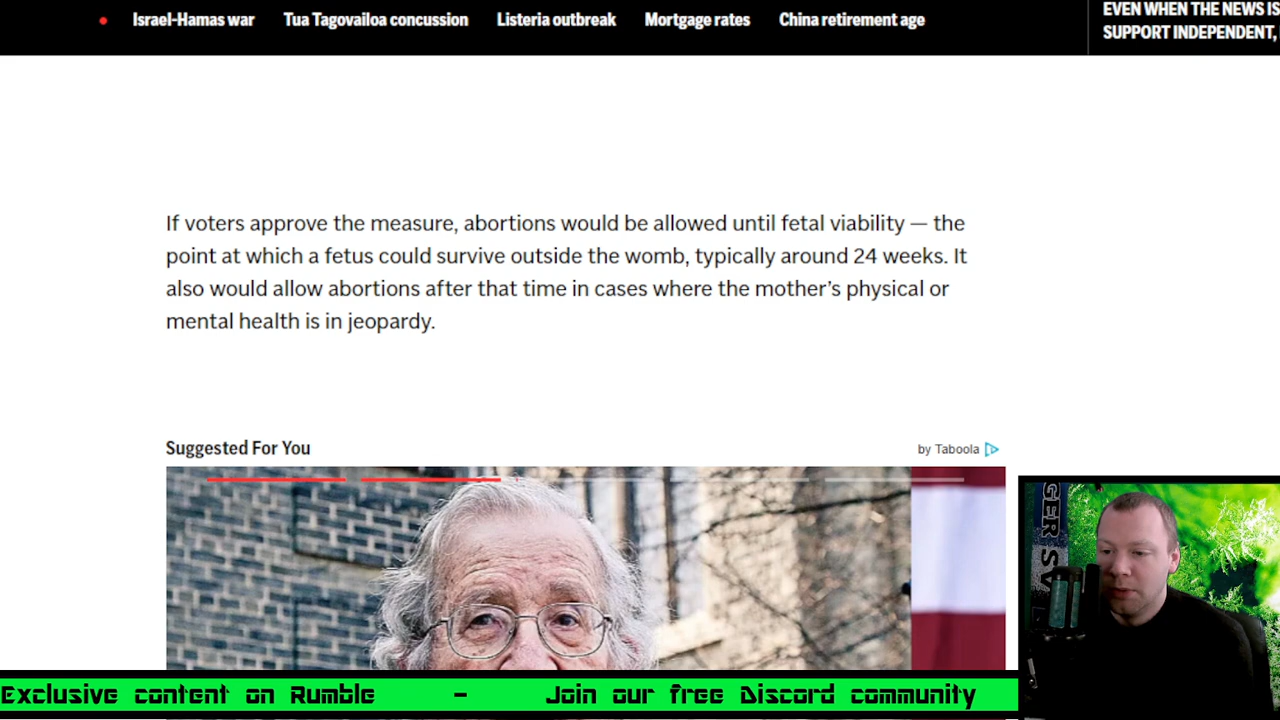 Israel-Hamas war
Tua Tagovailoa concussion
Listeria outbreak
Mortgage rates
China retirement age
EVEN WHEN THE NEWS IS
SUPPORT INDEPENDENT,
If voters approve the measure, abortions would be allowed until fetal viability — the
point at which a fetus could survive outside the womb, typically around 24 weeks. It
also would allow abortions after that time in cases where the mother’s physical or
mental health is in jeopardy.
Suggested For You
by Taboola
GER SV
Exclusive content on Rumble - Join our free Discord community